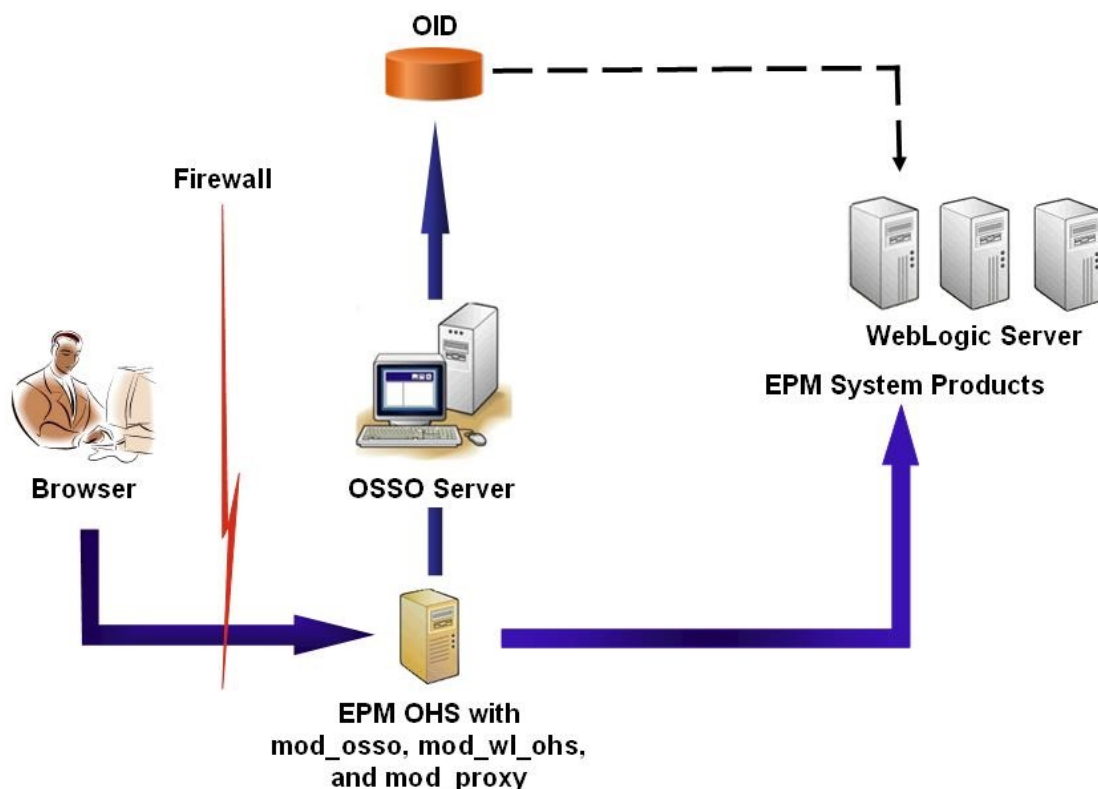 OID
Firewall
WebLogic Server
EPM System Products
Browser
OSSO Server
EPM OHS with
mod_osso, mod_wl_ohs,
and mod_proxy